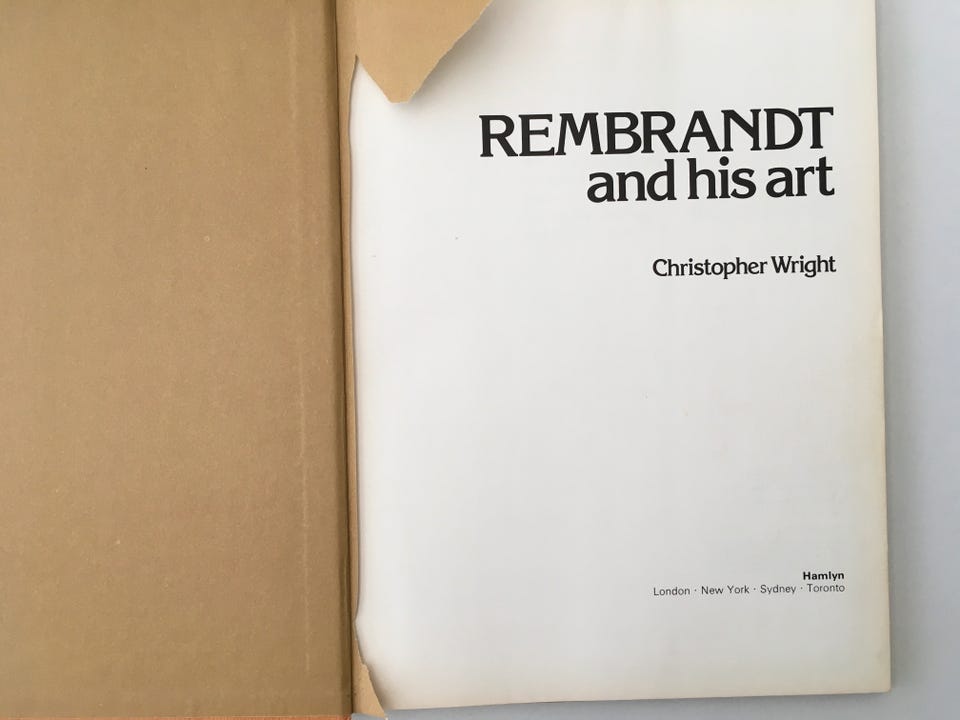 REMBRANDT
and his art
Christopher Wright
Hamlyn
London · New York · Sydney · Toronto